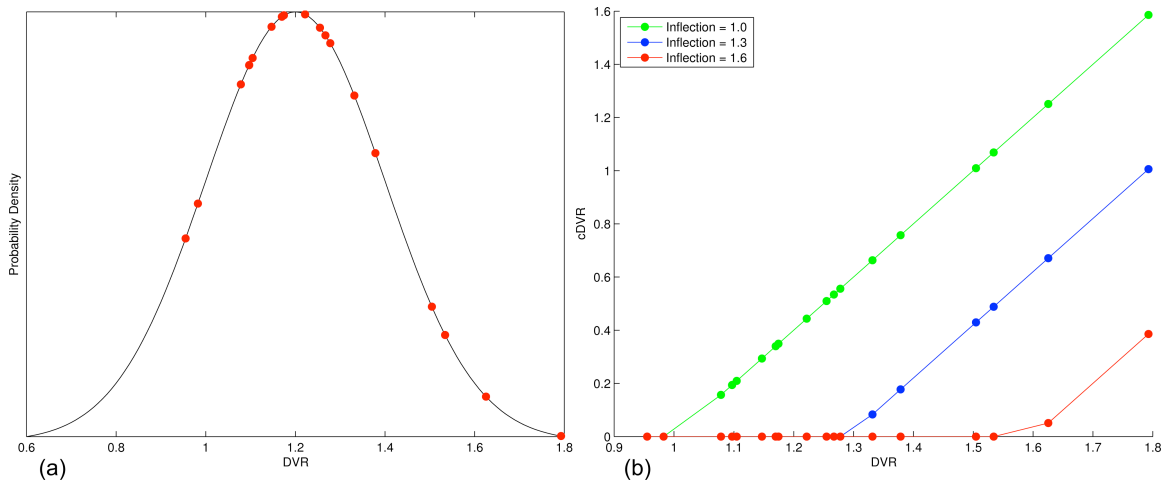 Probability Density
0.6
0.8
1
1.2
1.4
1.6
1.8
DVR
(a)
Inflection = 1.0
Inflection = 1.3
Inflection = 1.6
cDVR
1.6
1.4
1.2
1
0.8
0.6
0.4
0.2
0
0.9
1
1.1
1.2
1.3
1.4
1.5
1.6
1.7
1.8
DVR
(b)